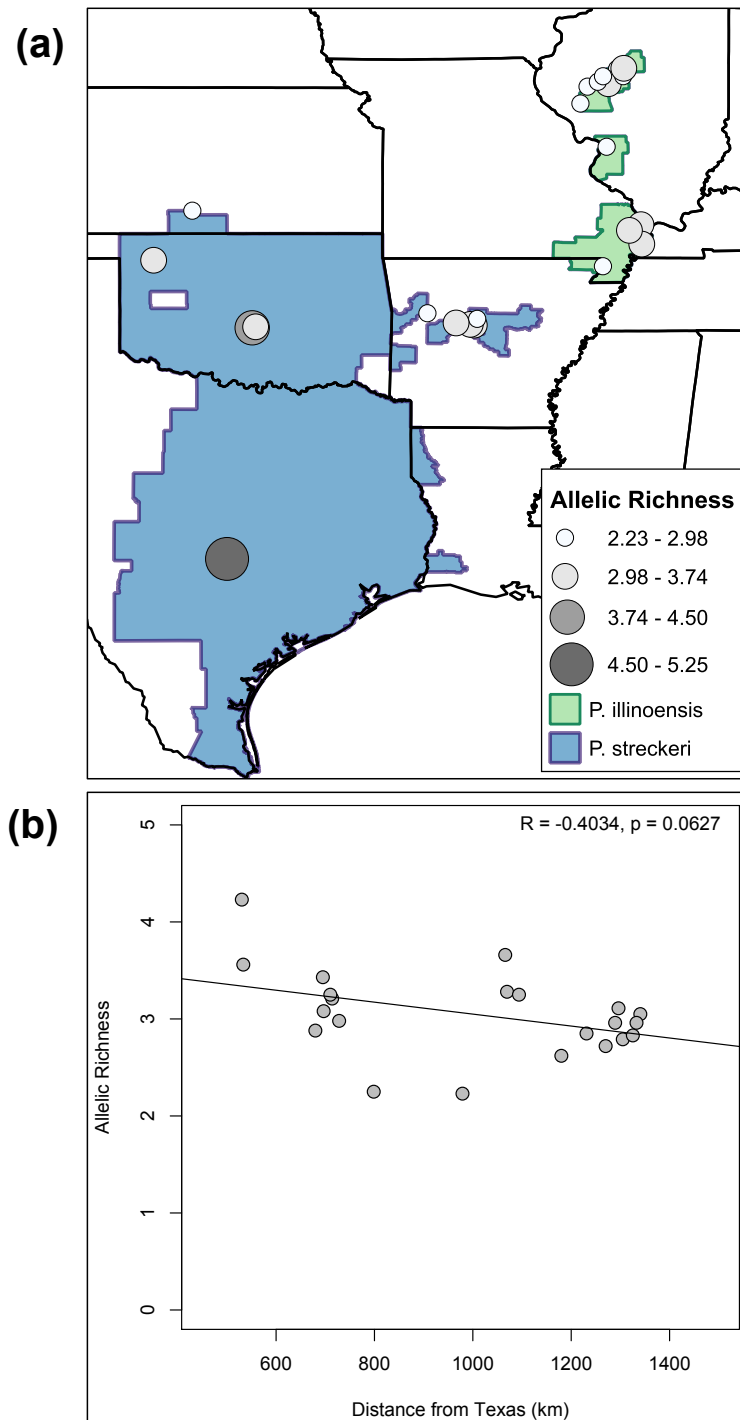 (a)
Allelic Richness
2.23 - 2.98
2.98 - 3.74
3.74 - 4.50
4.50 - 5.25
P. illinoensis
P. streckeri
(b)
R = -0.4034, p = 0.0627
Allelic Richness
5
4
3
2
1
0
600 800 1000 1200 1400
Distance from Texas (km)